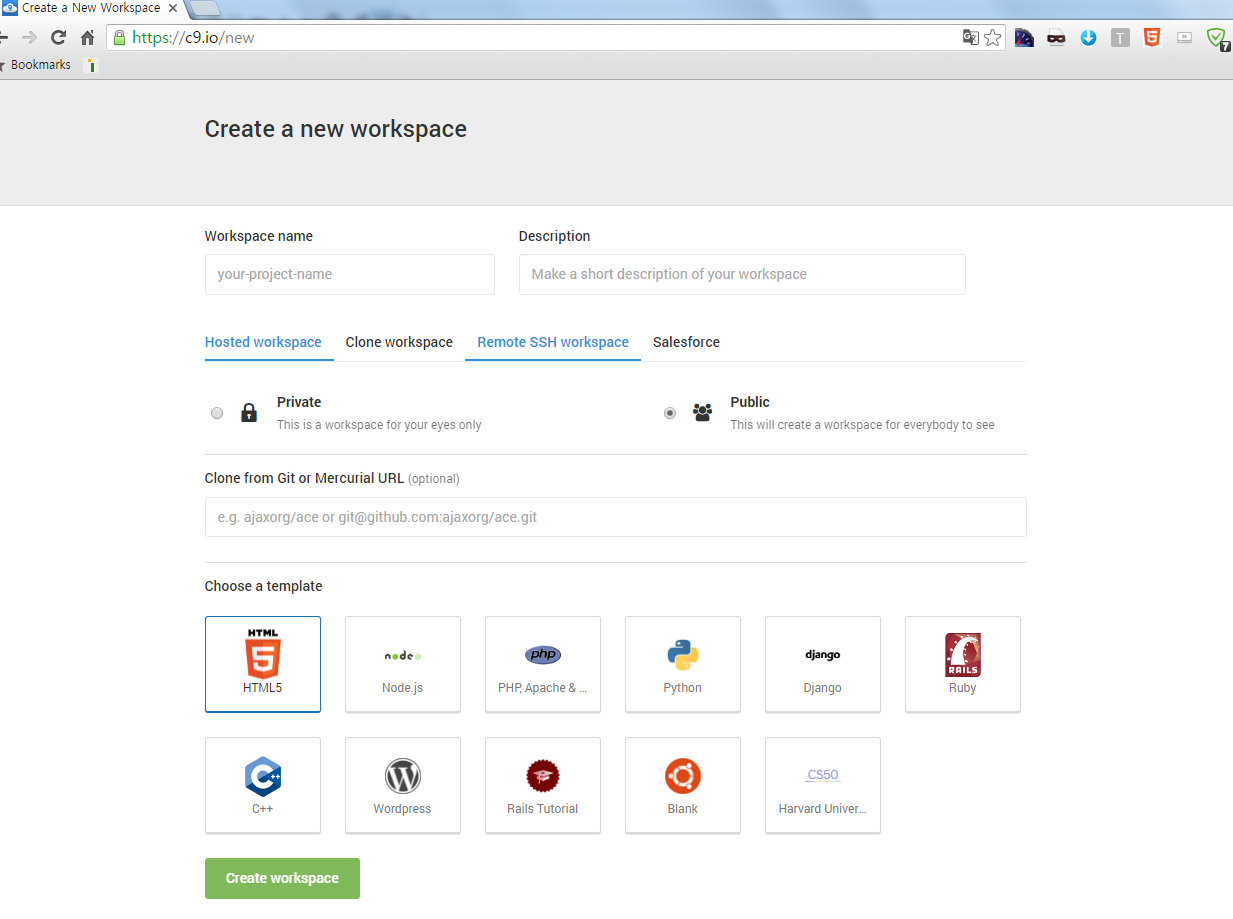 Create a New Workspace
https://c9.io/new
T
7
Bookmarks
Create a new workspace
Workspace name Description
your-project-name Make a short description of your workspace
Hosted workspace Clone workspace Remote SSH workspace Salesforce
Private Public
This is a workspace for your eyes only This will create a workspace for everybody to see
Clone from Git or Mercurial URL (optional)
e.g. ajaxorg/ace or git@github.com:ajaxorg/ace.git
Choose a template
HTML 5 node php django RAILS
HTML5 Node.js PHP, Apache & ... Python Django Ruby
C++ W CS50
C++ Wordpress Rails Tutorial Blank Harvard Univer...
Create workspace